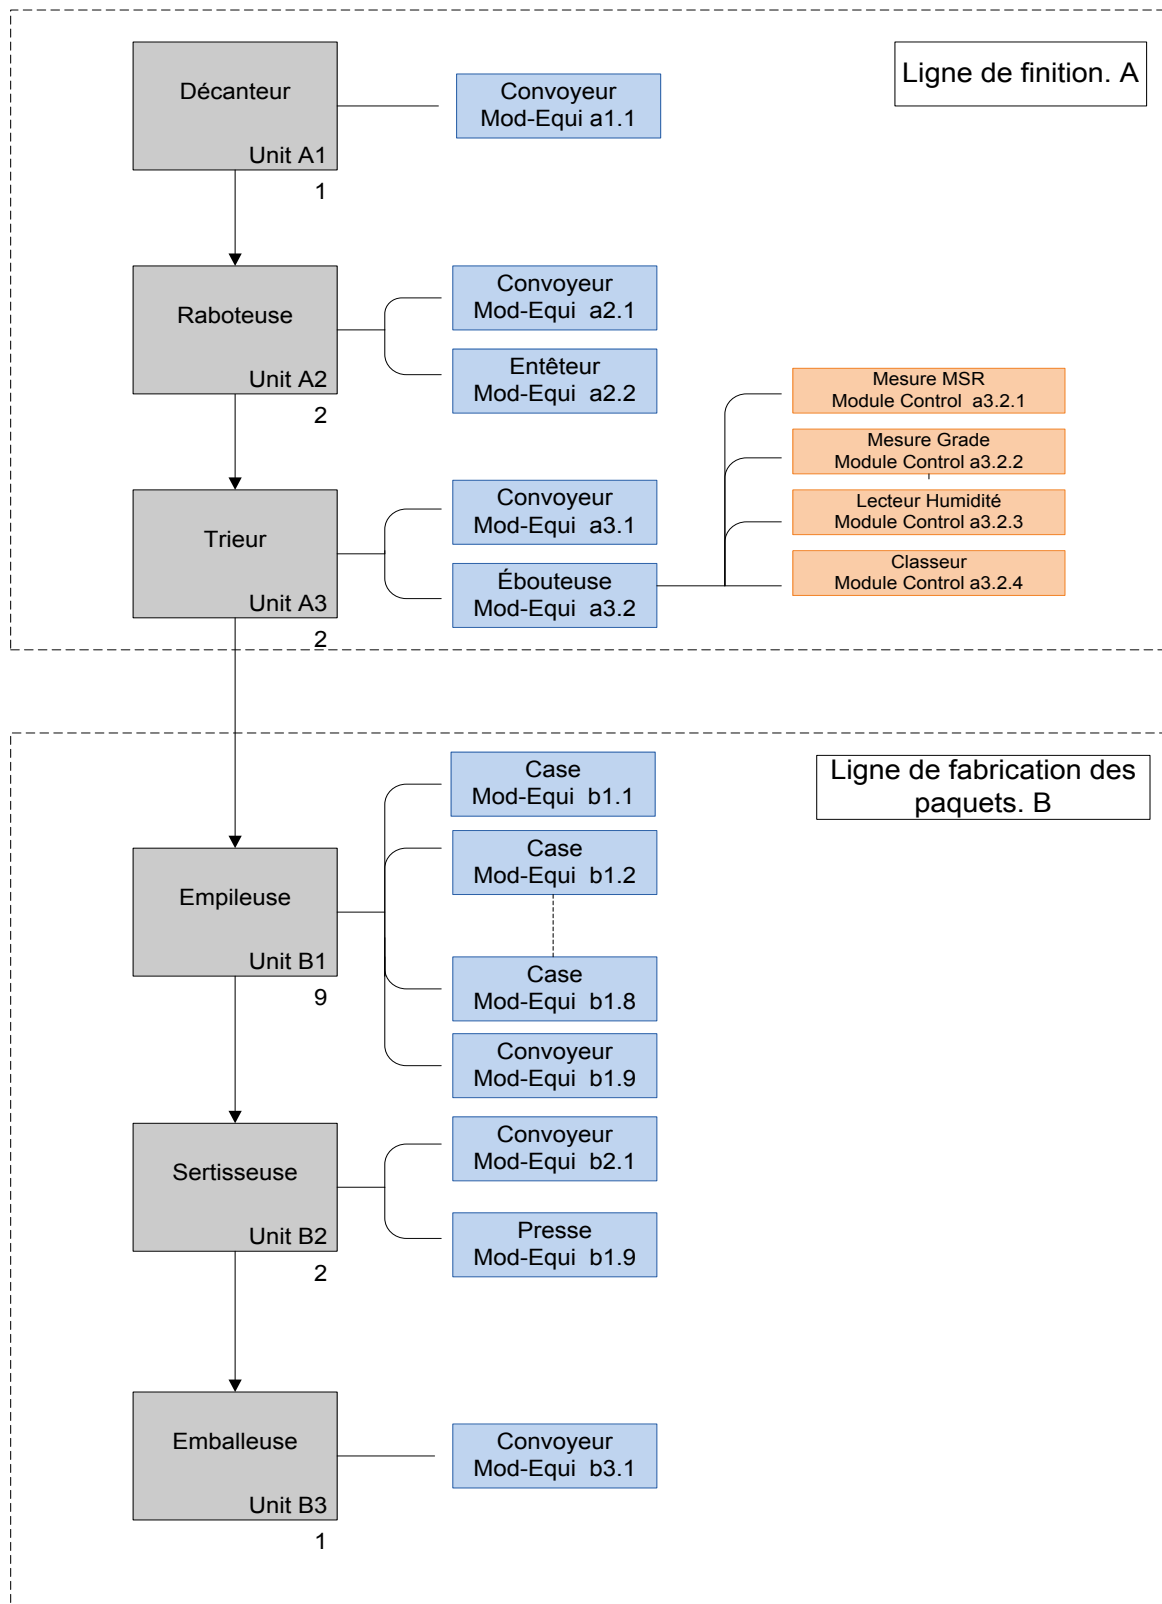 Ligne de finition. A
Décanteur
Unit A1
1
Convoyeur
Mod-Equi a1.1
Raboteuse
Unit A2
2
Convoyeur
Mod-Equi a2.1
Entêteur
Mod-Equi a2.2
Trieur
Unit A3
2
Convoyeur
Mod-Equi a3.1
Ébouteuse
Mod-Equi a3.2
Mesure MSR
Module Control a3.2.1
Mesure Grade
Module Control a3.2.2
Lecteur Humidité
Module Control a3.2.3
Classeur
Module Control a3.2.4
Ligne de fabrication des
paquets. B
Empileuse
Unit B1
9
Case
Mod-Equi b1.1
Case
Mod-Equi b1.2
Case
Mod-Equi b1.8
Convoyeur
Mod-Equi b1.9
Sertisseuse
Unit B2
2
Convoyeur
Mod-Equi b2.1
Presse
Mod-Equi b1.9
Emballeuse
Unit B3
1
Convoyeur
Mod-Equi b3.1